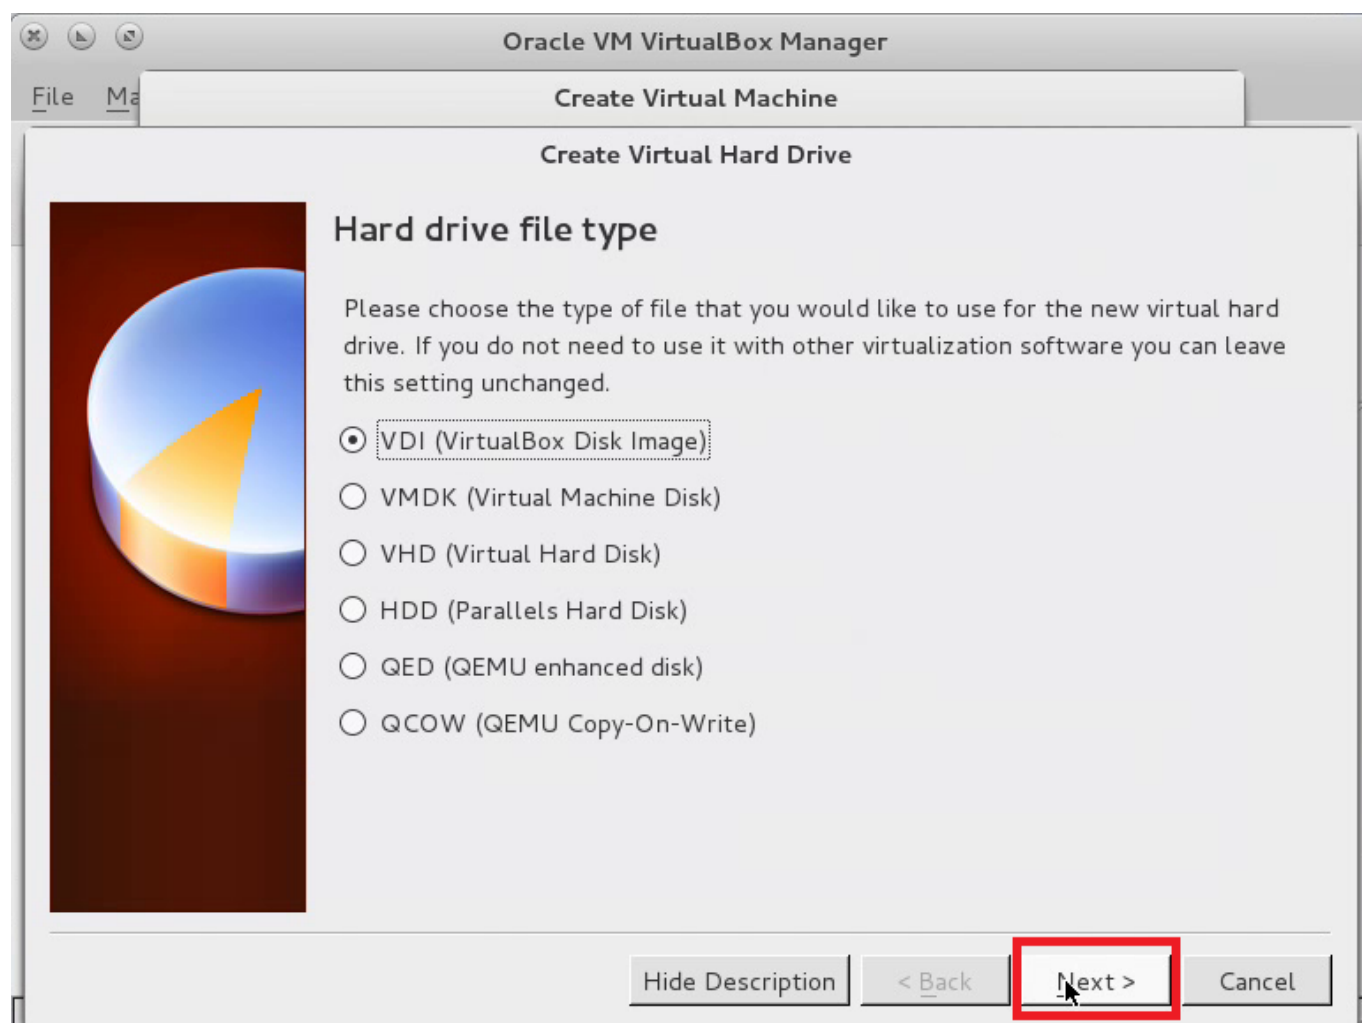 Oracle VM VirtualBox Manager
File Ma
Create Virtual Machine
Create Virtual Hard Drive
Hard drive file type
Please choose the type of file that you would like to use for the new virtual hard
drive. If you do not need to use it with other virtualization software you can leave
this setting unchanged.
VDI (VirtualBox Disk Image)
VMDK (Virtual Machine Disk)
VHD (Virtual Hard Disk)
HDD (Parallels Hard Disk)
QED (QEMU enhanced disk)
QCOW (QEMU Copy-On-Write)
Hide Description < Back Next > Cancel